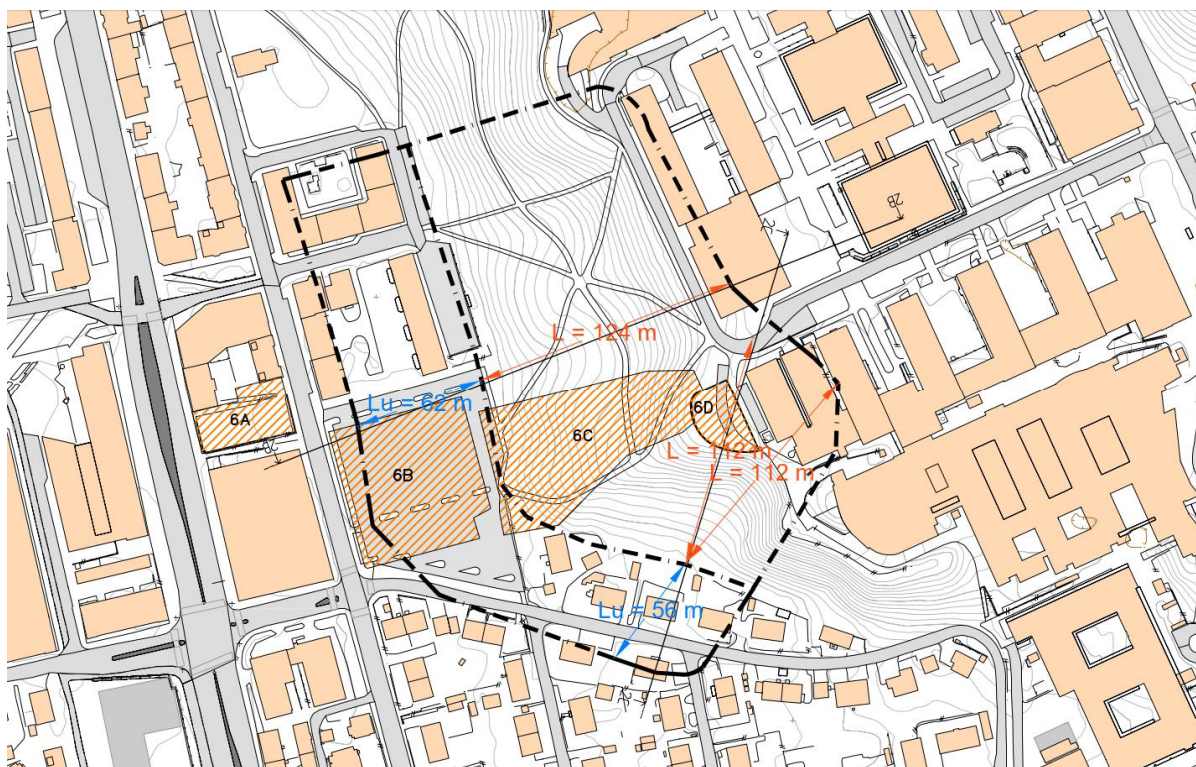 2B
L = 124 m
Lu = 62 m
6A
6D
6C
L = 112 m
L = 112 m
6B
Lu = 56 m